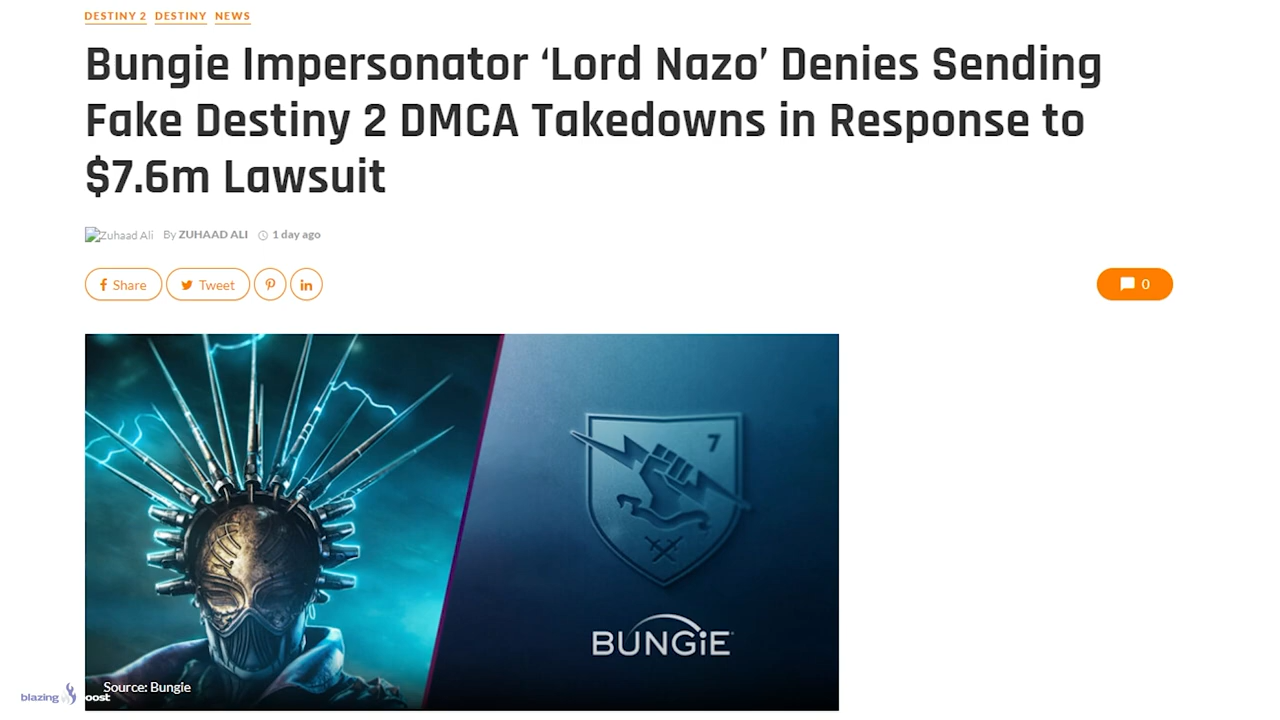 DESTINY 2 DESTINY NEWS
Bungie Impersonator ‘Lord Nazo’ Denies Sending
Fake Destiny 2 DMCA Takedowns in Response to
$7.6m Lawsuit
Zuhaad Ali By ZUHAAD ALI 1 day ago
Share Tweet 0
7
BUNGiE
Source: Bungie
blazing oost